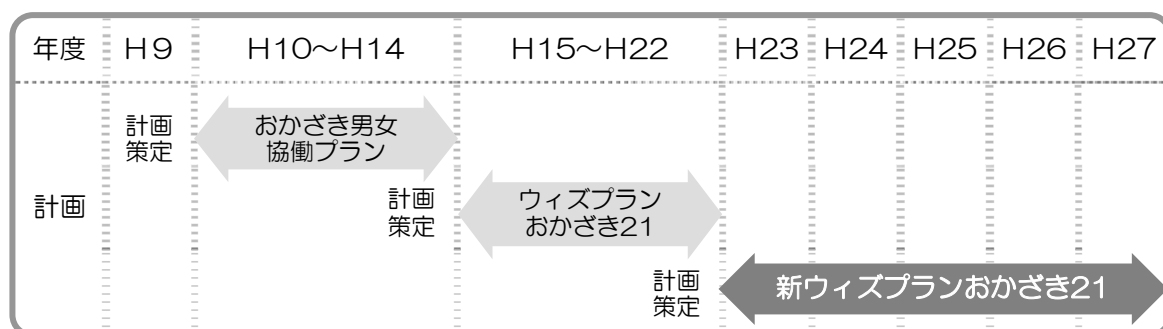 年度 H9 H10～H14 H15～H22 H23 H24 H25 H26 H27
計画
策定
おかざき男女
協働プラン
計画
計画
策定
ウィズプラン
おかざき21
計画
策定
新ウィズプランおかざき21